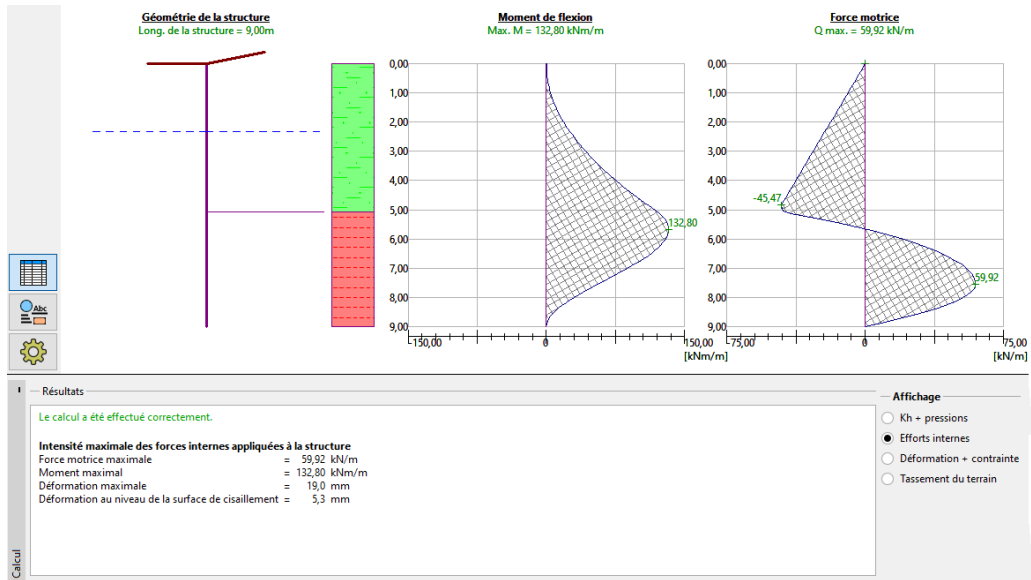 Géométrie de la structure
Long. de la structure = 9,00m
Moment de flexion
Max. M = 132,80 kNm/m
Force motrice
Q max. = 59,92 kN/m
0,00
1,00
2,00
3,00
4,00
5,00
6,00
7,00
8,00
9,00
132,80
-150,00
0
150,00
[kNm/m]
0,00
1,00
2,00
3,00
4,00
5,00
6,00
7,00
8,00
9,00
-45,47
59,92
-75,00
0
75,00
[kN/m]
Abc
Calcul
Résultats
Le calcul a été effectué correctement.
Intensité maximale des forces internes appliquées à la structure
Force motrice maximale = 59,92 kN/m
Moment maximal = 132,80 kNm/m
Déformation maximale = 19,0 mm
Déformation au niveau de la surface de cisaillement = 5,3 mm
Affichage
Kh + pressions
Efforts internes
Déformation + contrainte
Tassement du terrain